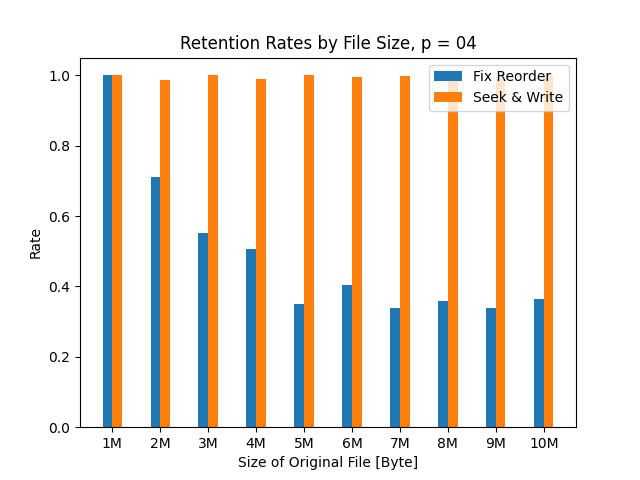 Retention Rates by File Size, p = 04
Fix Reorder
Seek & Write
1.0
0.8
0.6
0.4
0.2
0.0
Rate
1M 2M 3M 4M 5M 6M 7M 8M 9M 10M
Size of Original File [Byte]